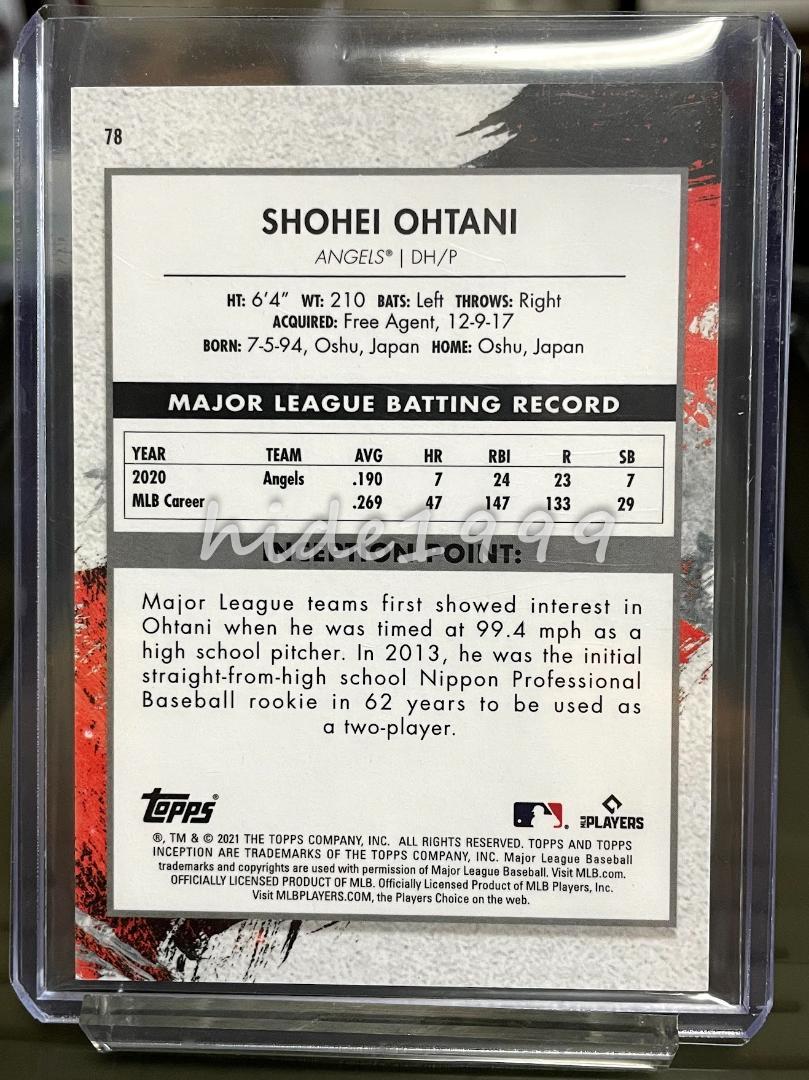 78
SHOHEI OHTANI
ANGELS® | DH/P
HT: 6'4" WT: 210 BATS: Left THROWS: Right
ACQUIRED: Free Agent, 12-9-17
BORN: 7-5-94, Oshu, Japan HOME: Oshu, Japan
MAJOR LEAGUE BATTING RECORD
YEAR TEAM AVG HR RBI R SB
2020 Angels .190 7 24 23 7
MLB Career .269 47 147 133 29
hide1999
INCEPTION POINT:
Major League teams first showed interest in
Ohtani when he was timed at 99.4 mph as a
high school pitcher. In 2013, he was the initial
straight-from-high school Nippon Professional
Baseball rookie in 62 years to be used as
a two-player.
TOPPS®
MLB PLAYERS
®, TM & © 2021 THE TOPPS COMPANY, INC. ALL RIGHTS RESERVED. TOPPS AND TOPPS
INCEPTION ARE TRADEMARKS OF THE TOPPS COMPANY, INC. Major League Baseball
trademarks and copyrights are used with permission of Major League Baseball. Visit MLB.com.
OFFICIALLY LICENSED PRODUCT OF MLB. Officially Licensed Product of MLB Players, Inc.
Visit MLBPLAYERS.COM, the Players Choice on the web.